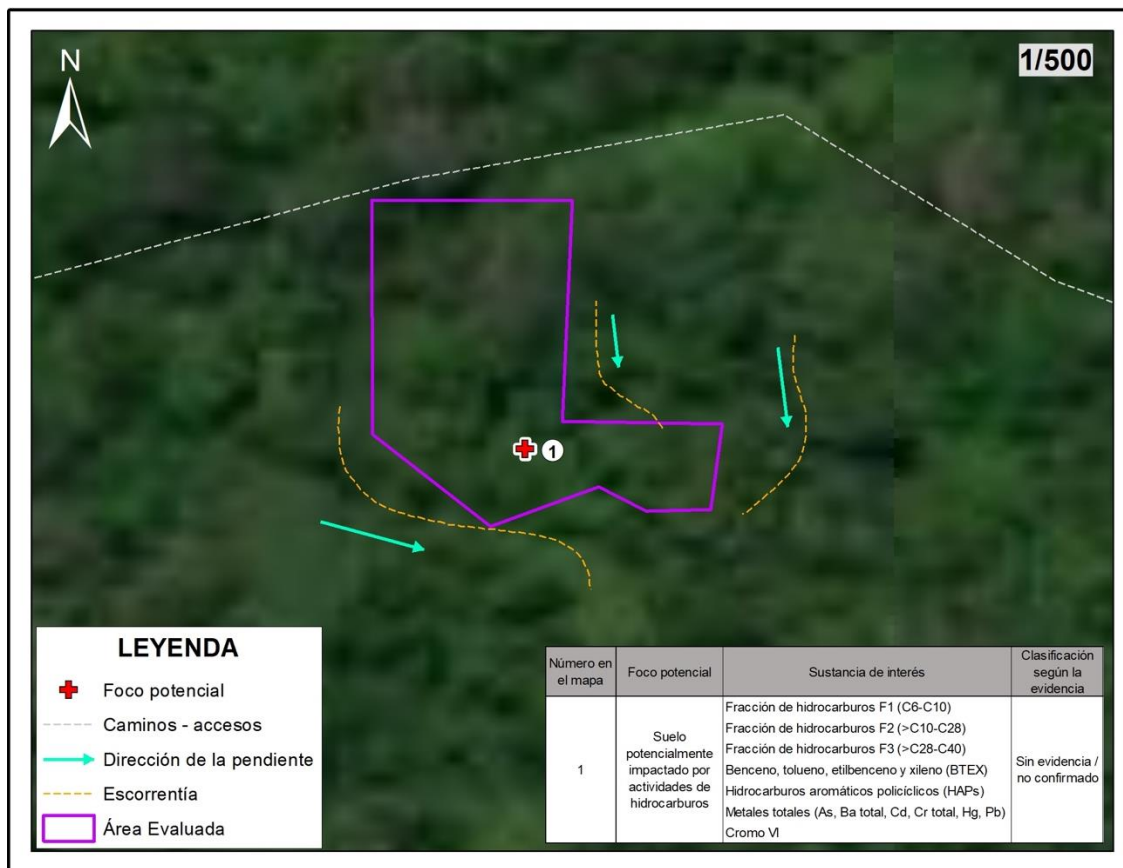 N
1/500
1
LEYENDA
Foco potencial
Caminos - accesos
Dirección de la pendiente
Escorrentía
Área Evaluada
Número en
el mapa
Foco potencial
Sustancia de interés
Clasificación
según la
evidencia
1
Suelo
potencialmente
impactado por
actividades de
hidrocarburos
Fracción de hidrocarburos F1 (C6-C10)
Fracción de hidrocarburos F2 (>C10-C28)
Fracción de hidrocarburos F3 (>C28-C40)
Benceno, tolueno, etilbenceno y xileno (BTEX)
Hidrocarburos aromáticos policíclicos (HAPs)
Metales totales (As, Ba total, Cd, Cr total, Hg, Pb)
Cromo VI
Sin evidencia /
no confirmado